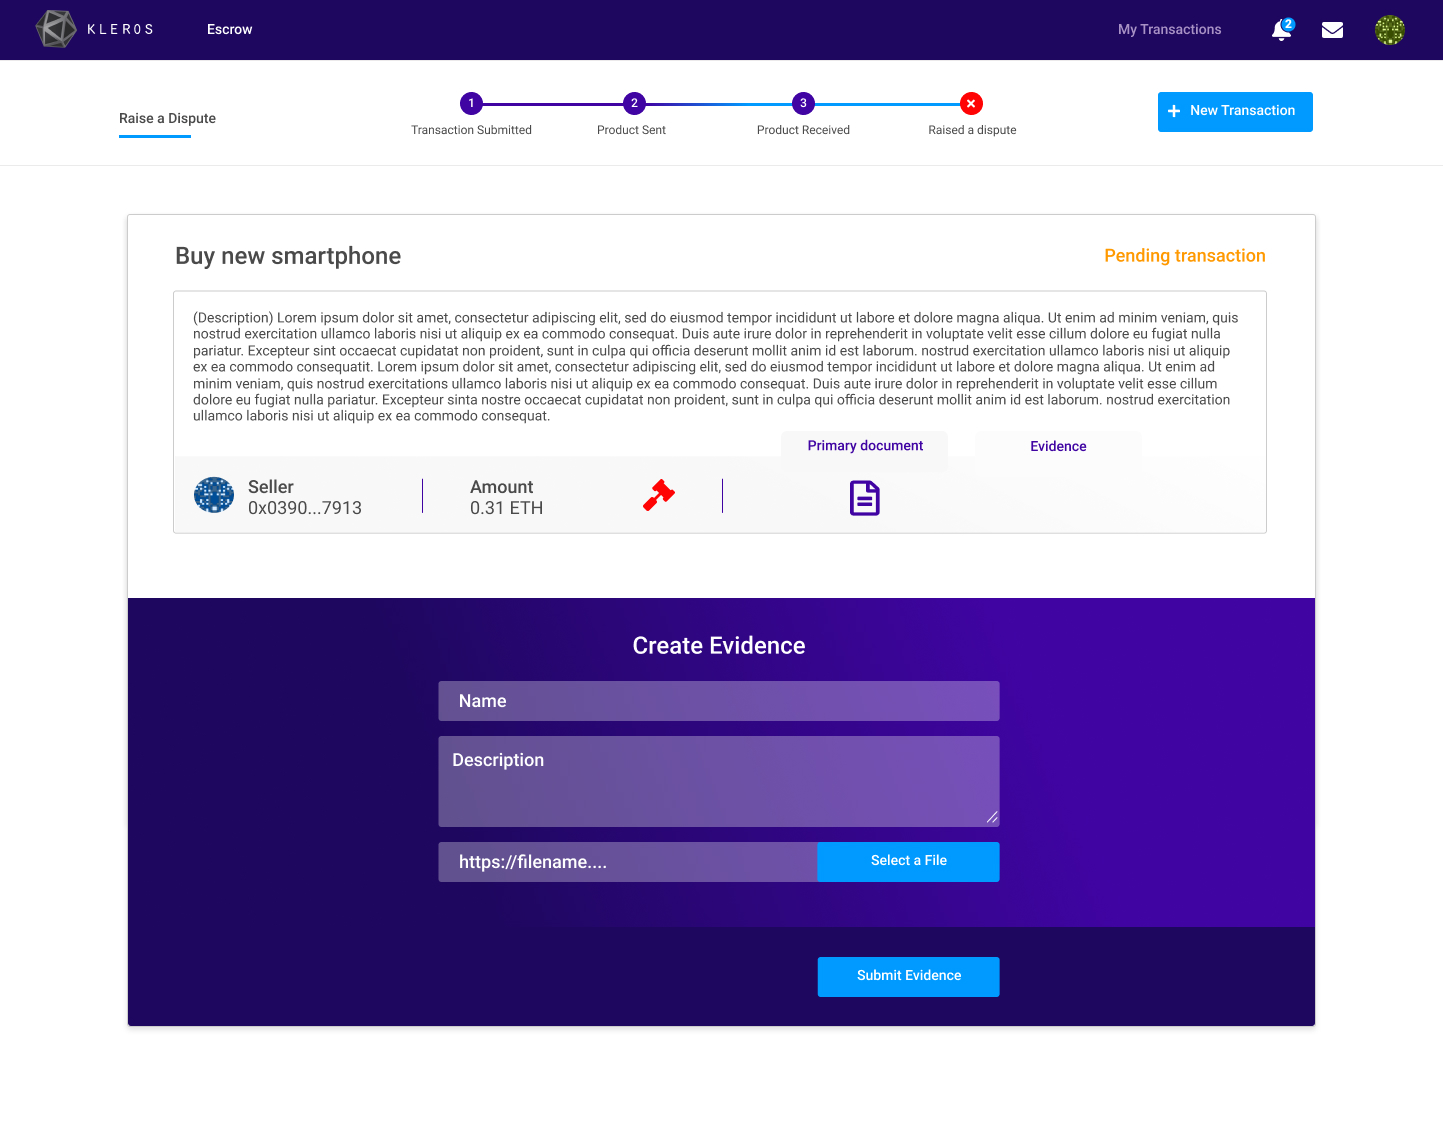 KLEROS
Escrow
My Transactions
2
Raise a Dispute
1
2
3
Transaction Submitted
Product Sent
Product Received
Raised a dispute
New Transaction
Buy new smartphone
Pending transaction
(Description) Lorem ipsum dolor sit amet, consectetur adipiscing elit, sed do eiusmod tempor incididunt ut labore et dolore magna aliqua. Ut enim ad minim veniam, quis
nostrud exercitation ullamco laboris nisi ut aliquip ex ea commodo consequat. Duis aute irure dolor in reprehenderit in voluptate velit esse cillum dolore eu fugiat nulla
pariatur. Excepteur sint occaecat cupidatat non proident, sunt in culpa qui officia deserunt mollit anim id est laborum. nostrud exercitation ullamco laboris nisi ut aliquip
ex ea commodo consequatit. Lorem ipsum dolor sit amet, consectetur adipiscing elit, sed do eiusmod tempor incididunt ut labore et dolore magna aliqua. Ut enim ad
minim veniam, quis nostrud exercitations ullamco laboris nisi ut aliquip ex ea commodo consequat. Duis aute irure dolor in reprehenderit in voluptate velit esse cillum
dolore eu fugiat nulla pariatur. Excepteur sinta nostre occaecat cupidatat non proident, sunt in culpa qui officia deserunt mollit anim id est laborum. nostrud exercitation
ullamco laboris nisi ut aliquip ex ea commodo consequat.
Primary document
Evidence
Seller
0x0390...7913
Amount
0.31 ETH
Create Evidence
Name
Description
https://filename....
Select a File
Submit Evidence